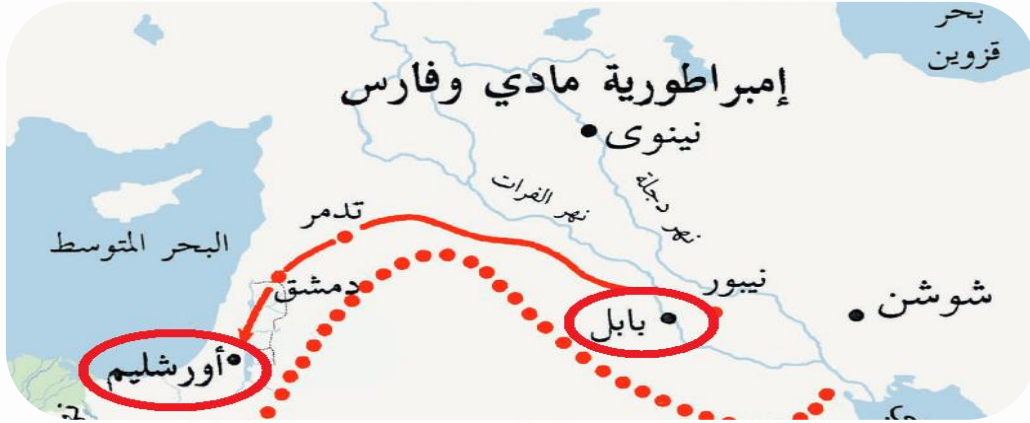 بحر
قزوين
إمبراطورية مادي وفارس
نينوى
نهر الفرات
نهر دجلة
تدمر
البحر المتوسط
دمشق
نيبور
شوشن
بابل
أورشليم